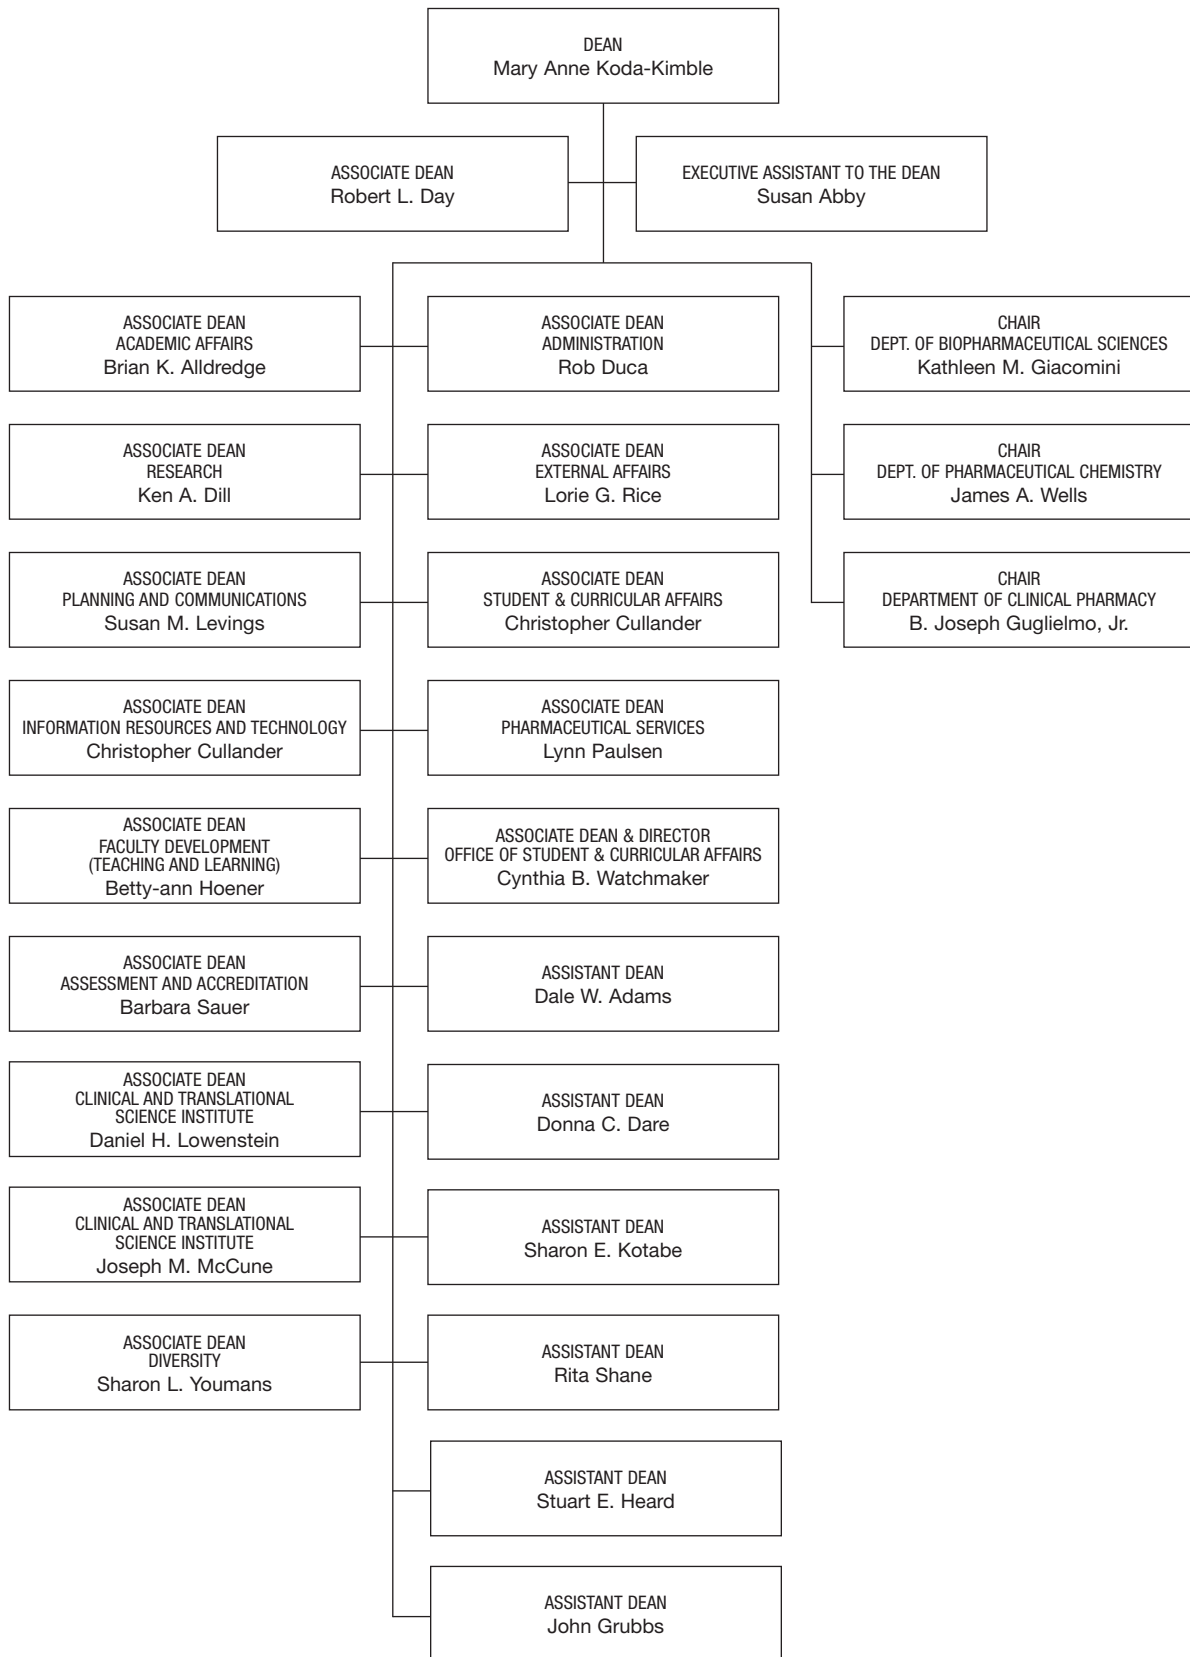 DEAN
Mary Anne Koda-Kimble
ASSOCIATE DEAN
Robert L. Day
EXECUTIVE ASSISTANT TO THE DEAN
Susan Abby
ASSOCIATE DEAN
ACADEMIC AFFAIRS
Brian K. Alldredge
ASSOCIATE DEAN
ADMINISTRATION
Rob Duca
CHAIR
DEPT. OF BIOPHARMACEUTICAL SCIENCES
Kathleen M. Giacomini
ASSOCIATE DEAN
RESEARCH
Ken A. Dill
ASSOCIATE DEAN
EXTERNAL AFFAIRS
Lorie G. Rice
CHAIR
DEPT. OF PHARMACEUTICAL CHEMISTRY
James A. Wells
ASSOCIATE DEAN
PLANNING AND COMMUNICATIONS
Susan M. Levings
ASSOCIATE DEAN
STUDENT & CURRICULAR AFFAIRS
Christopher Cullander
CHAIR
DEPARTMENT OF CLINICAL PHARMACY
B. Joseph Guglielmo, Jr.
ASSOCIATE DEAN
INFORMATION RESOURCES AND TECHNOLOGY
Christopher Cullander
ASSOCIATE DEAN
PHARMACEUTICAL SERVICES
Lynn Paulsen
ASSOCIATE DEAN
FACULTY DEVELOPMENT
(TEACHING AND LEARNING)
Betty-ann Hoener
ASSOCIATE DEAN & DIRECTOR
OFFICE OF STUDENT & CURRICULAR AFFAIRS
Cynthia B. Watchmaker
ASSOCIATE DEAN
ASSESSMENT AND ACCREDITATION
Barbara Sauer
ASSISTANT DEAN
Dale W. Adams
ASSOCIATE DEAN
CLINICAL AND TRANSLATIONAL
SCIENCE INSTITUTE
Daniel H. Lowenstein
ASSISTANT DEAN
Donna C. Dare
ASSOCIATE DEAN
CLINICAL AND TRANSLATIONAL
SCIENCE INSTITUTE
Joseph M. McCune
ASSISTANT DEAN
Sharon E. Kotabe
ASSOCIATE DEAN
DIVERSITY
Sharon L. Youmans
ASSISTANT DEAN
Rita Shane
ASSISTANT DEAN
Stuart E. Heard
ASSISTANT DEAN
John Grubbs